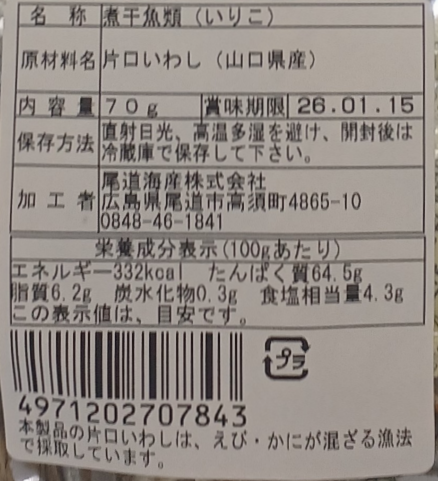 名 称 煮干魚類（いりこ）
原材料名 片口いわし（山口県産）
内 容 量 70g 賞味期限 26.01.15
保存方法 直射日光、高温多湿を避け、開封後は
冷蔵庫で保存して下さい。
加 工 者 尾道海産株式会社
広島県尾道市高須町4865-10
0848-46-1841
栄養成分表示(100gあたり)
エネルギー332kcal たんぱく質64.5g
脂質6.2g 炭水化物0.3g 食塩相当量4.3g
この表示値は、目安です。
プラ
4971202707843
本製品の片口いわしは、えび・かにが混ざる漁法
で採取しています。